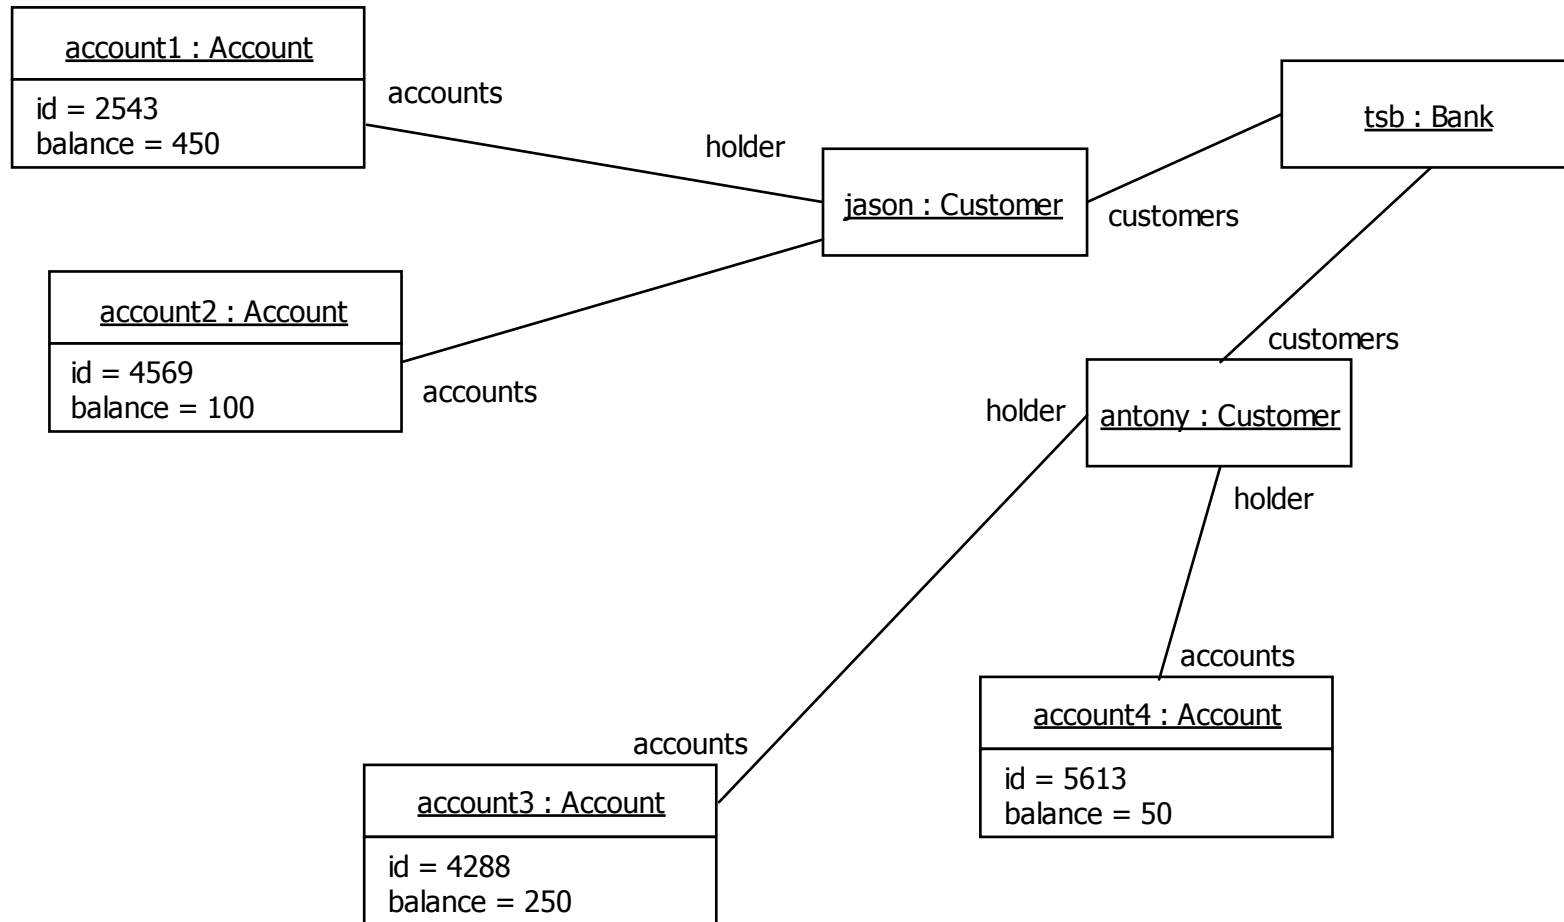 account1 : Account
id = 2543
balance = 450
accounts
holder
tsb : Bank
jason : Customer
customers
account2 : Account
id = 4569
balance = 100
accounts
customers
holder
antony : Customer
holder
accounts
account4 : Account
id = 5613
balance = 50
accounts
account3 : Account
id = 4288
balance = 250